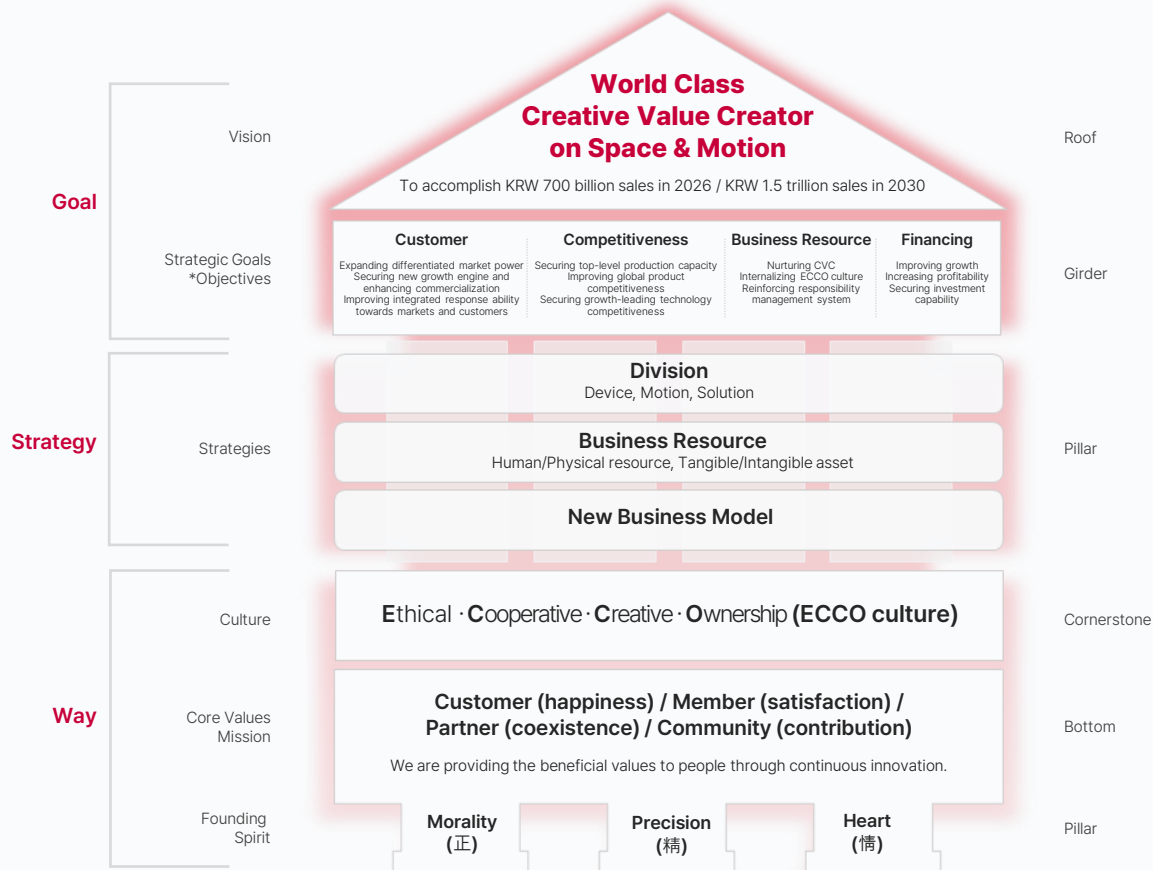 World Class
Creative Value Creator
on Space & Motion
Vision
Roof
To accomplish KRW 700 billion sales in 2026 / KRW 1.5 trillion sales in 2030
Goal
Strategic Goals
*Objectives
Customer
Expanding differentiated market power
Securing new growth engine and
enhancing commercialization
Improving integrated response ability
towards markets and customers
Competitiveness
Securing top-level production capacity
Improving global product
competitiveness
Securing growth-leading technology
competitiveness
Business Resource
Nurturing CVC
Internalizing ECCO culture
Reinforcing responsibility
management system
Financing
Improving growth
Increasing profitability
Securing investment
capability
Girder
Division
Device, Motion, Solution
Strategy
Strategies
Business Resource
Human/Physical resource, Tangible/Intangible asset
Pillar
New Business Model
Culture
Ethical · Cooperative · Creative · Ownership (ECCO culture)
Cornerstone
Way
Core Values
Mission
Customer (happiness) / Member (satisfaction) /
Partner (coexistence) / Community (contribution)
We are providing the beneficial values to people through continuous innovation.
Bottom
Founding
Spirit
Morality
(正)
Precision
(精)
Heart
(情)
Pillar